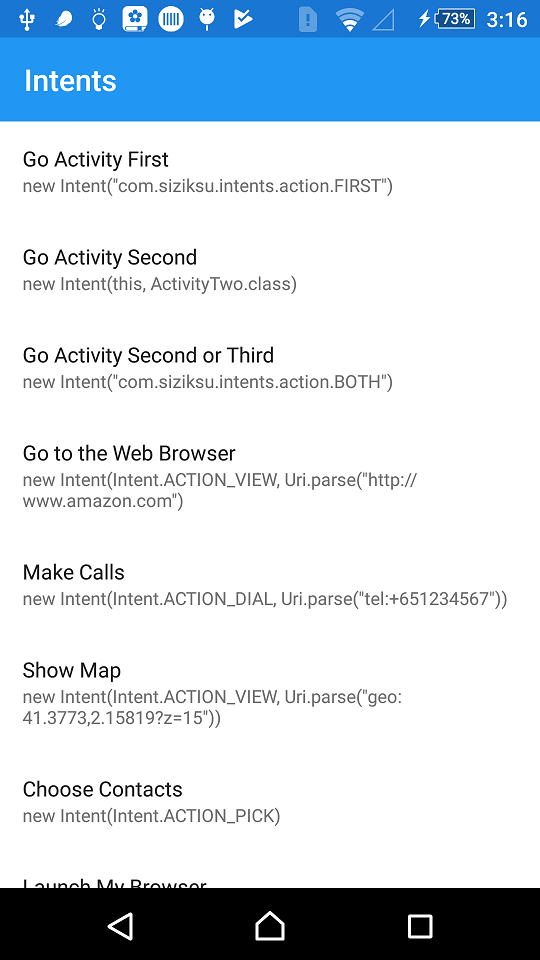 73% 3:16
Intents
Go Activity First
new Intent("com.siziksu.intents.action.FIRST")
Go Activity Second
new Intent(this, ActivityTwo.class)
Go Activity Second or Third
new Intent("com.siziksu.intents.action.BOTH")
Go to the Web Browser
new Intent(Intent.ACTION_VIEW, Uri.parse("http://
www.amazon.com")
Make Calls
new Intent(Intent.ACTION_DIAL, Uri.parse("tel:+651234567"))
Show Map
new Intent(Intent.ACTION_VIEW, Uri.parse("geo:
41.3773,2.15819?z=15"))
Choose Contacts
new Intent(Intent.ACTION_PICK)
Launch My Browser